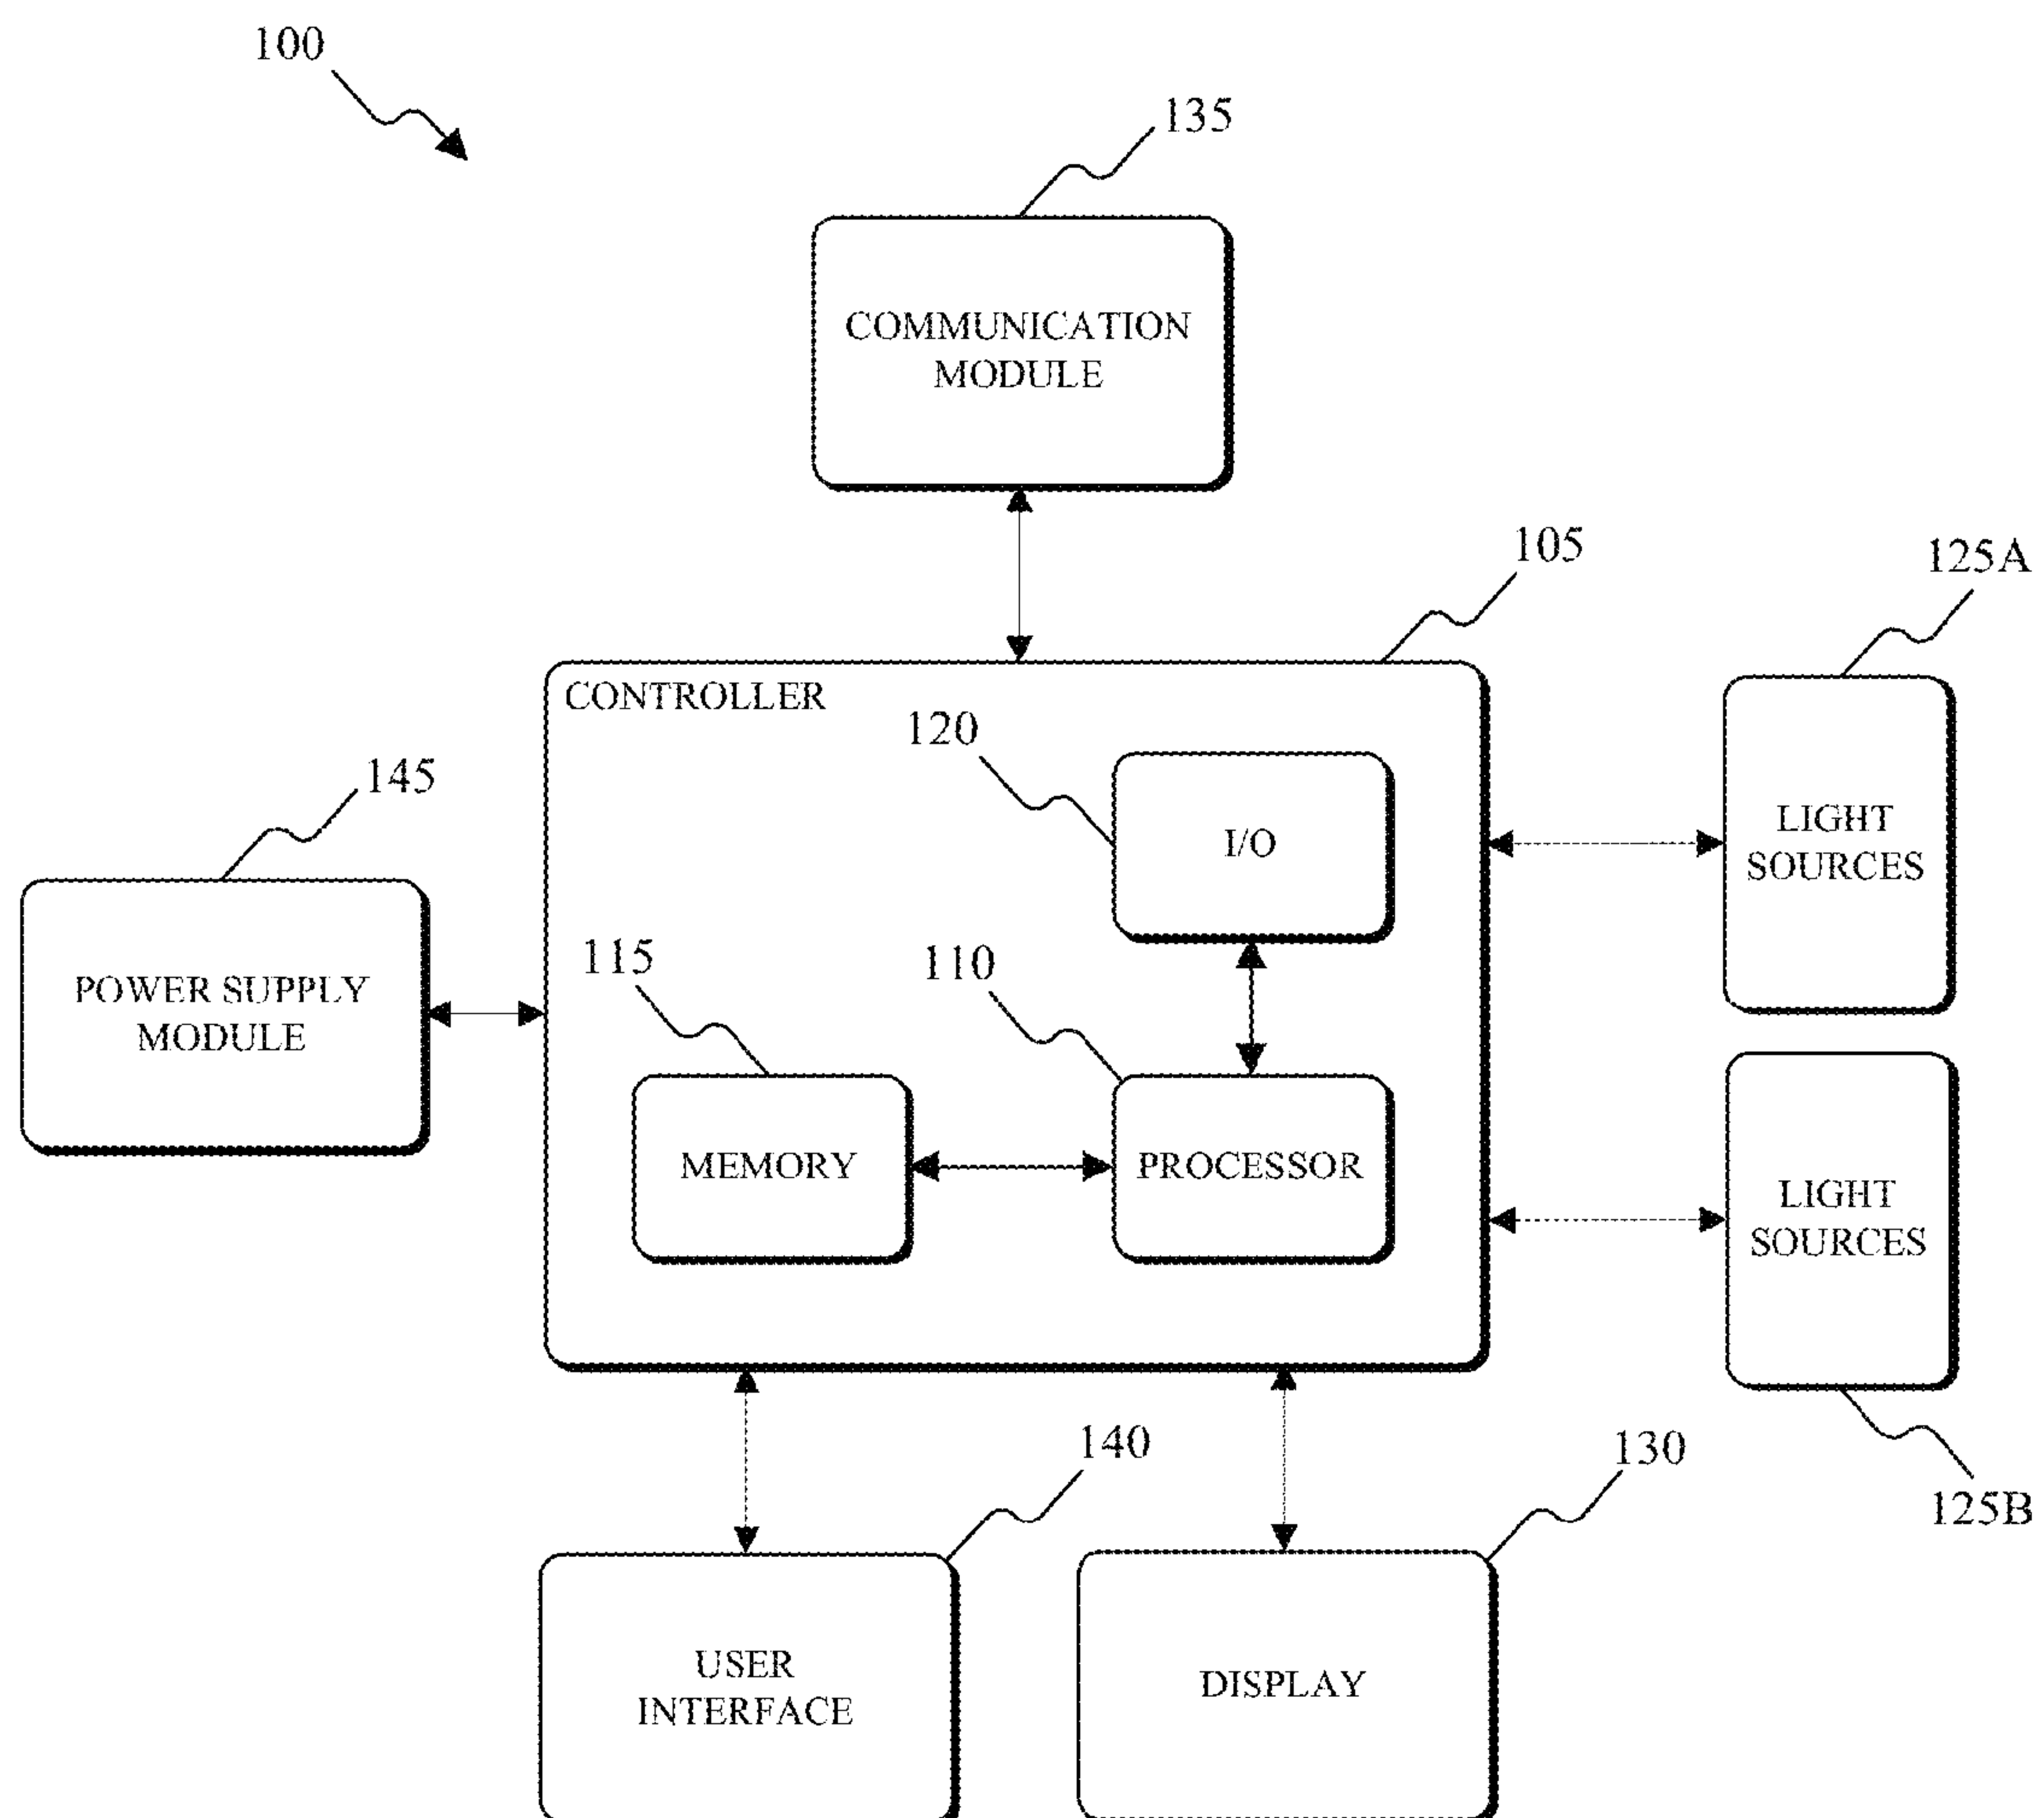 100
135
COMMUNICATION
MODULE
105
125A
CONTROLLER
120
145
I/O
LIGHT
SOURCES
115
110
POWER SUPPLY
MODULE
MEMORY
PROCESSOR
LIGHT
SOURCES
140
130
125B
USER
INTERFACE
DISPLAY